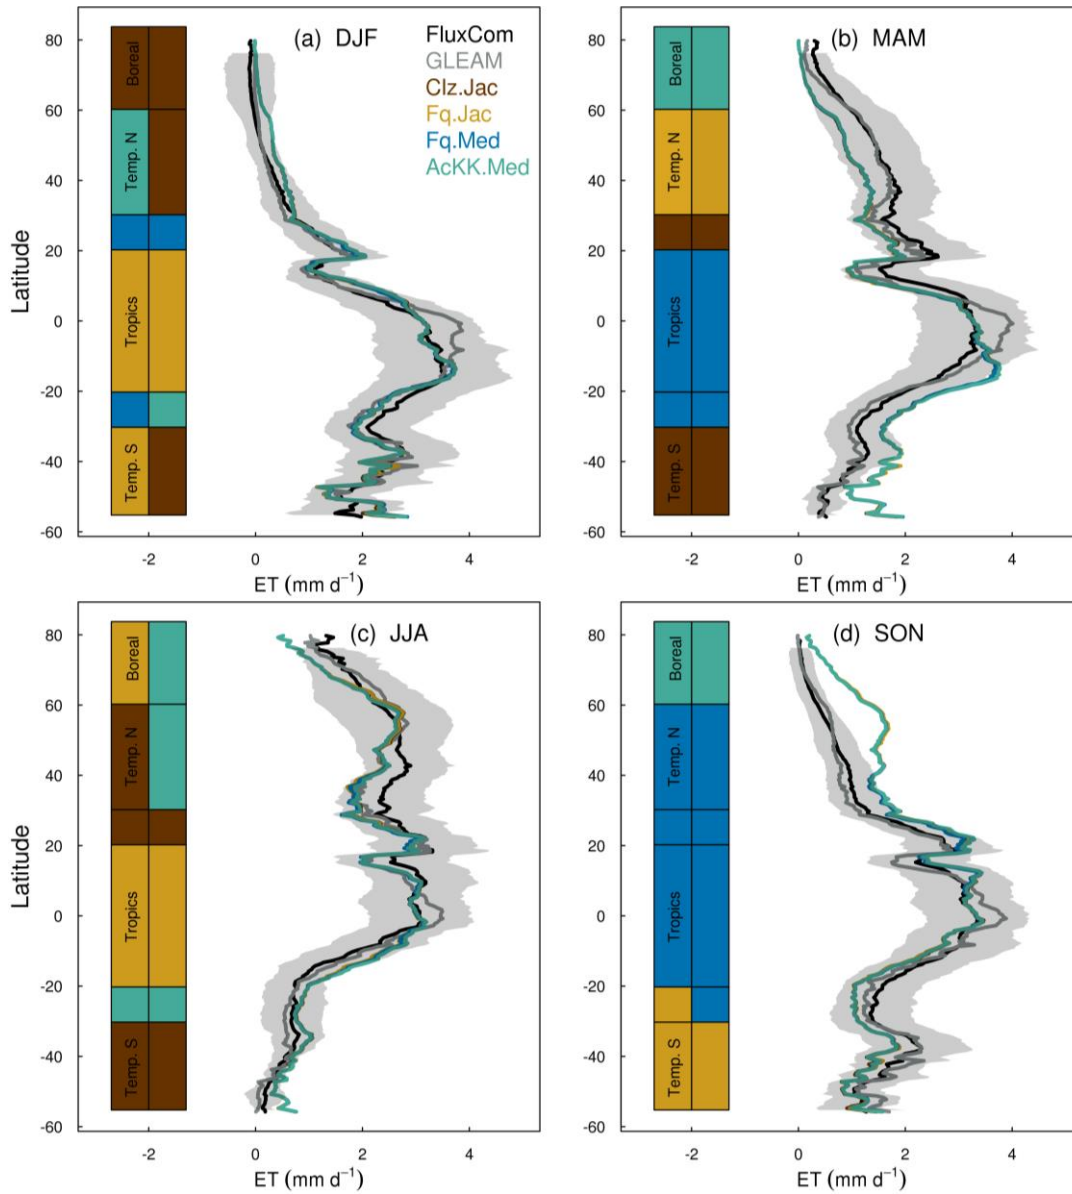 (a) DJF
FluxCom
GLEAM
Clz.Jac
Fq.Jac
Fq.Med
AcKK.Med
Boreal
Temp. N
Tropics
Temp. S
80
60
40
20
0
-20
-40
-60
Latitude
-2 0 2 4
ET (mm d⁻¹)
(b) MAM
Boreal
Temp. N
Tropics
Temp. S
80
60
40
20
0
-20
-40
-60
-2 0 2 4
ET (mm d⁻¹)
(c) JJA
Boreal
Temp. N
Tropics
Temp. S
80
60
40
20
0
-20
-40
-60
Latitude
-2 0 2 4
ET (mm d⁻¹)
(d) SON
Boreal
Temp. N
Tropics
Temp. S
80
60
40
20
0
-20
-40
-60
-2 0 2 4
ET (mm d⁻¹)